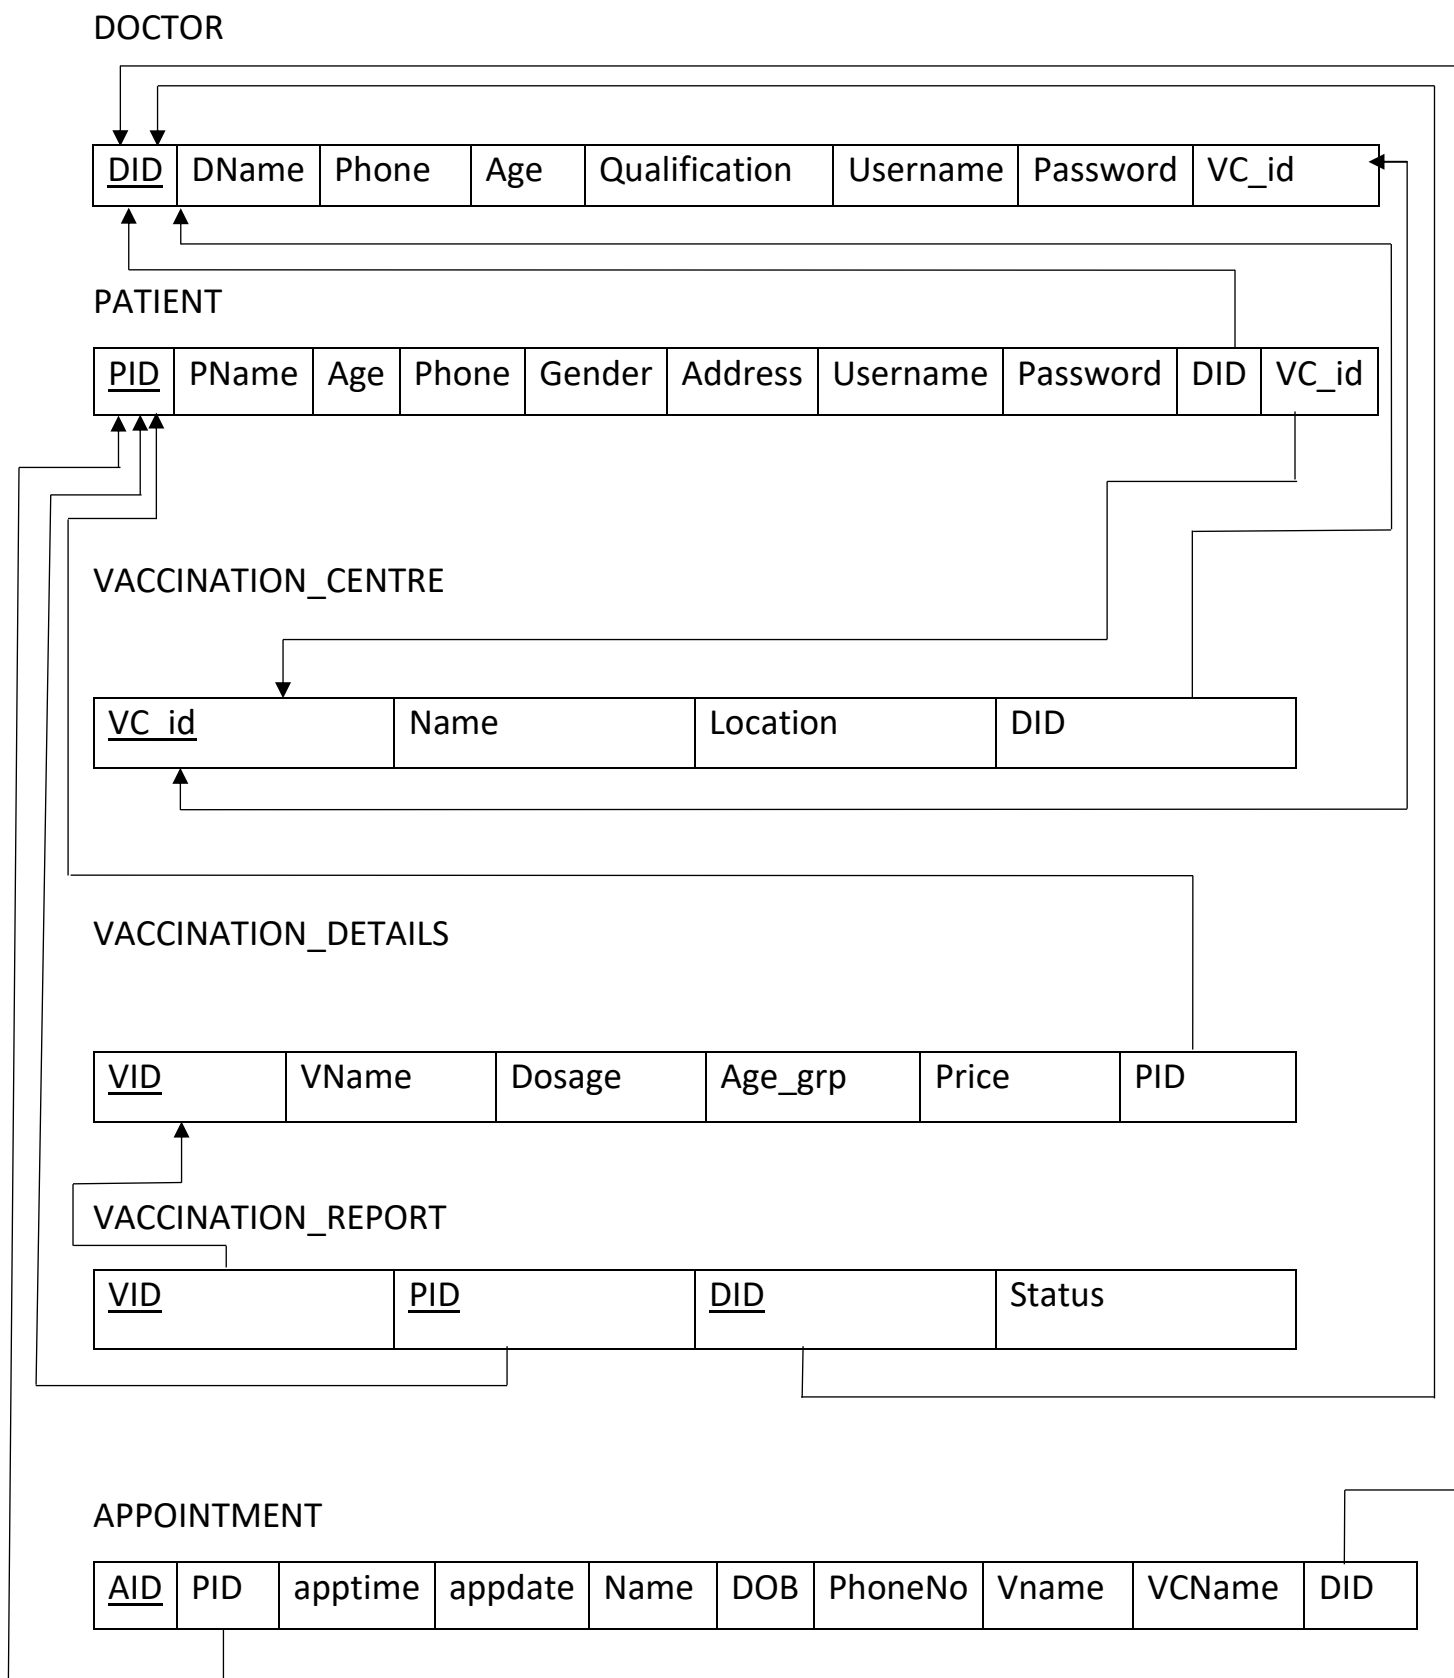 DOCTOR
DID DName Phone Age Qualification Username Password VC_id
PATIENT
PID PName Age Phone Gender Address Username Password DID VC_id
VACCINATION_CENTRE
VC_id Name Location DID
VACCINATION_DETAILS
VID VName Dosage Age_grp Price PID
VACCINATION_REPORT
VID PID DID Status
APPOINTMENT
AID PID apptime appdate Name DOB PhoneNo Vname VCName DID